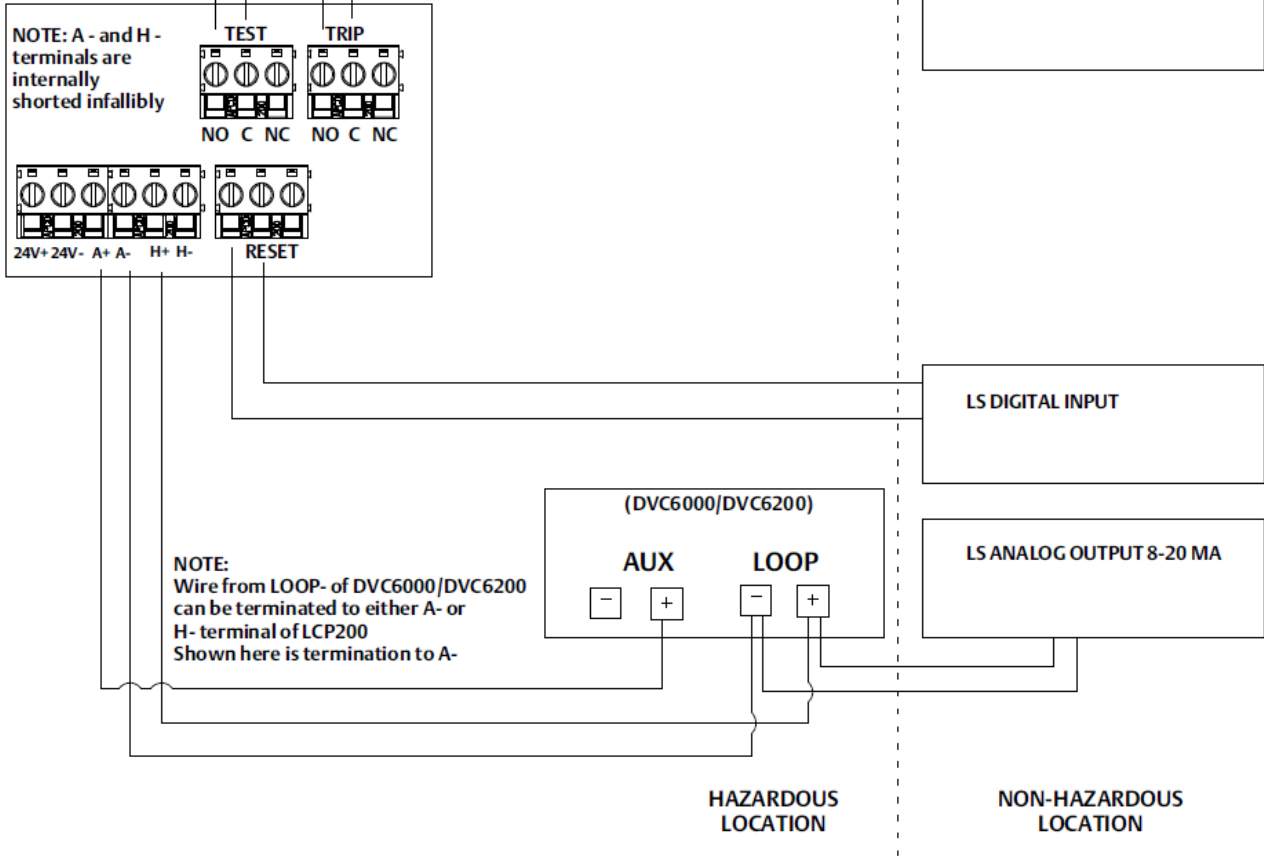 NOTE: A - and H -
terminals are
internally
shorted infallibly
TEST
TRIP
NO C NC
NO C NC
24V+ 24V- A+ A- H+ H-
RESET
LS DIGITAL INPUT
(DVC6000/DVC6200)
AUX
LOOP
− +
− +
LS ANALOG OUTPUT 8-20 MA
NOTE:
Wire from LOOP- of DVC6000/DVC6200
can be terminated to either A- or
H- terminal of LCP200
Shown here is termination to A-
HAZARDOUS
LOCATION
NON-HAZARDOUS
LOCATION